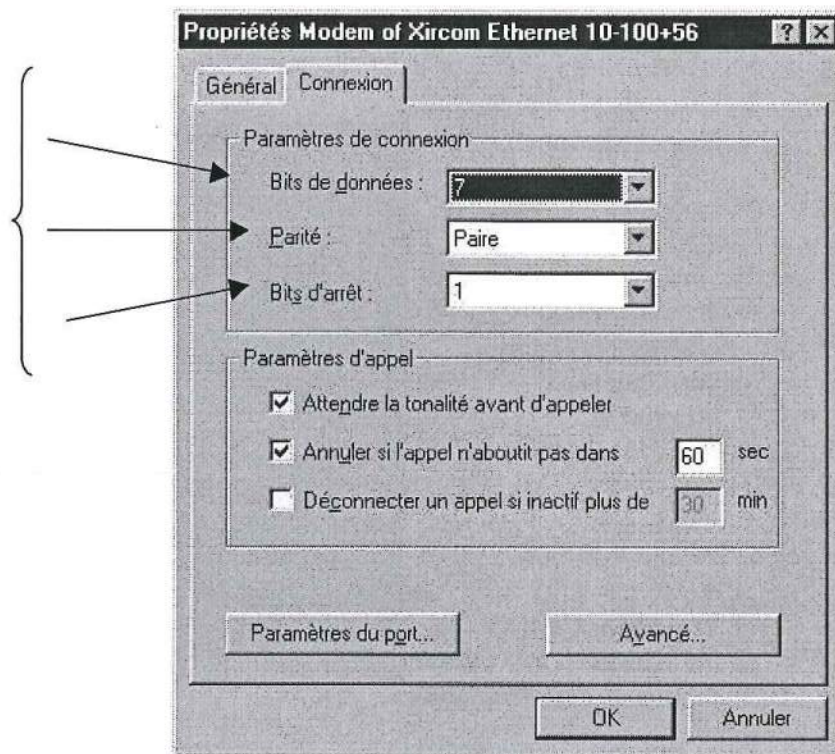 Propriétés Modem of Xircom Ethernet 10-100+56
Général Connexion
Paramètres de connexion
Bits de données : 7
Parité : Paire
Bits d'arrêt : 1
Paramètres d'appel
Attendre la tonalité avant d'appeler
Annuler si l'appel n'aboutit pas dans 60 sec
Déconnecter un appel si inactif plus de 30 min
Paramètres du port... Avancé...
OK Annuler